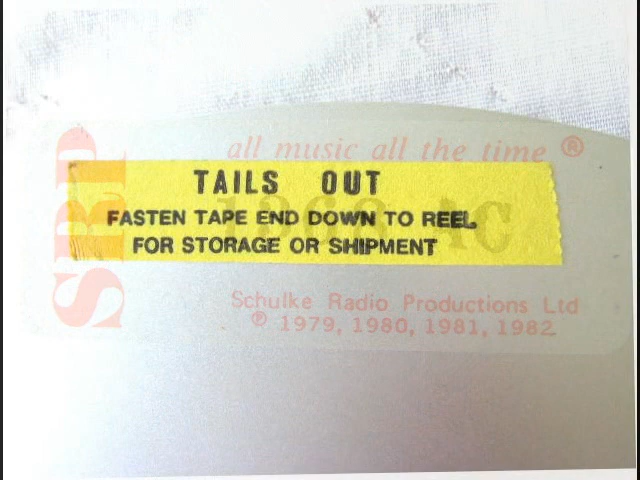 all music all the time ®
SRP
TAILS OUT
FASTEN TAPE END DOWN TO REEL
FOR STORAGE OR SHIPMENT
Schulke Radio Productions Ltd
℗ 1979, 1980, 1981, 1982